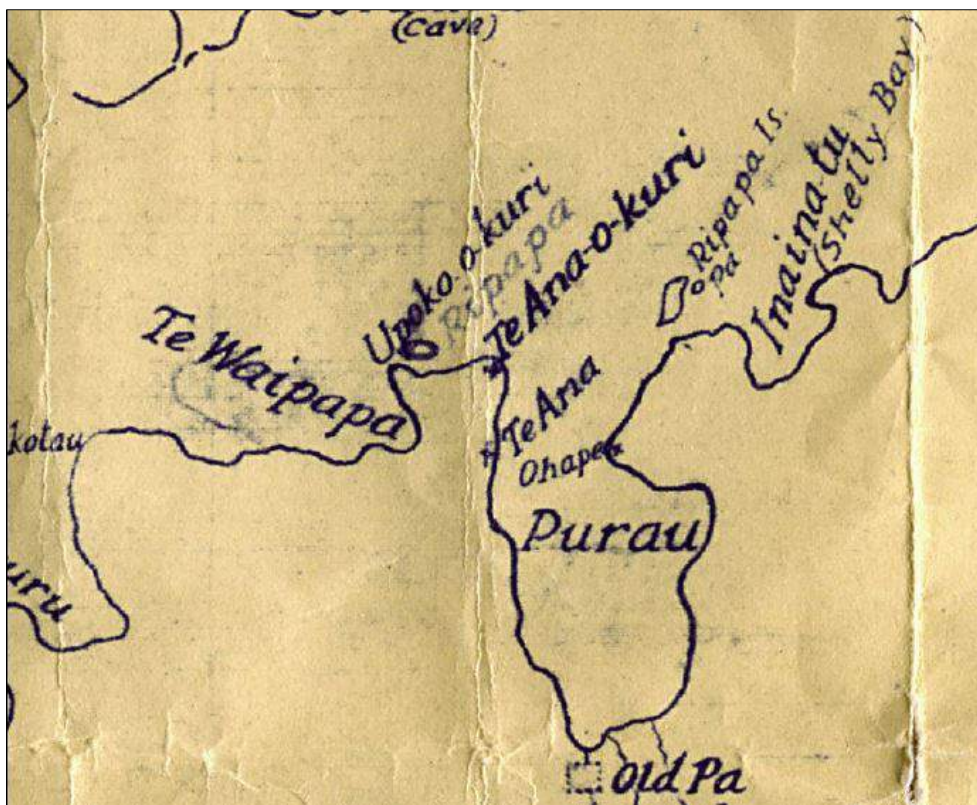 (Cave)
Upoko-o-kuri
Ripapa
Te Ana-o-kuri
Ripapa Is.
Pa
Inaina-tu
(Shelly Bay)
Te Waipapa
kotau
Te Ana
Ohape
Purau
uru
Old Pa